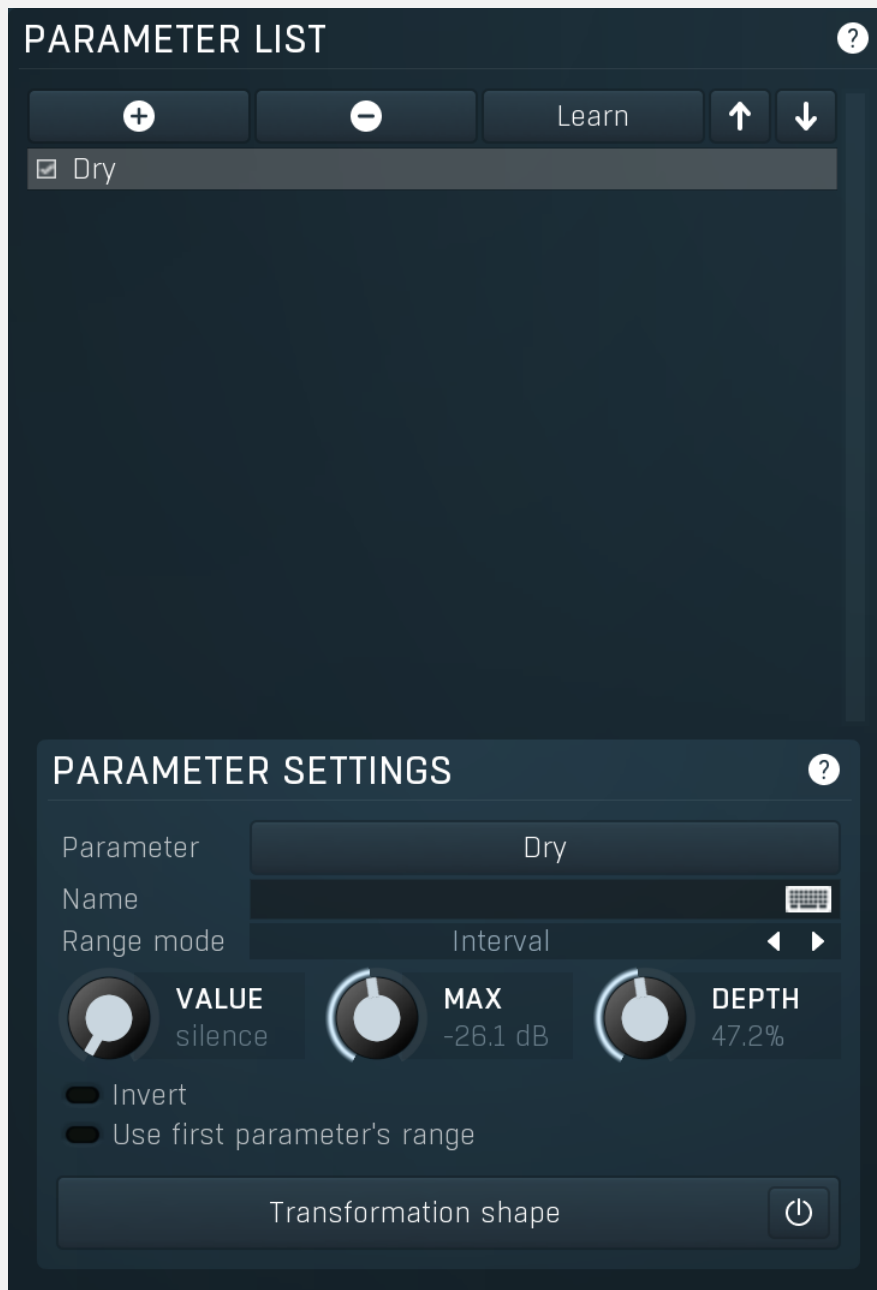 PARAMETER LIST ?
Learn
Dry
PARAMETER SETTINGS ?
Parameter Dry
Name
Range mode Interval
VALUE MAX DEPTH
silence -26.1 dB 47.2%
Invert
Use first parameter's range
Transformation shape